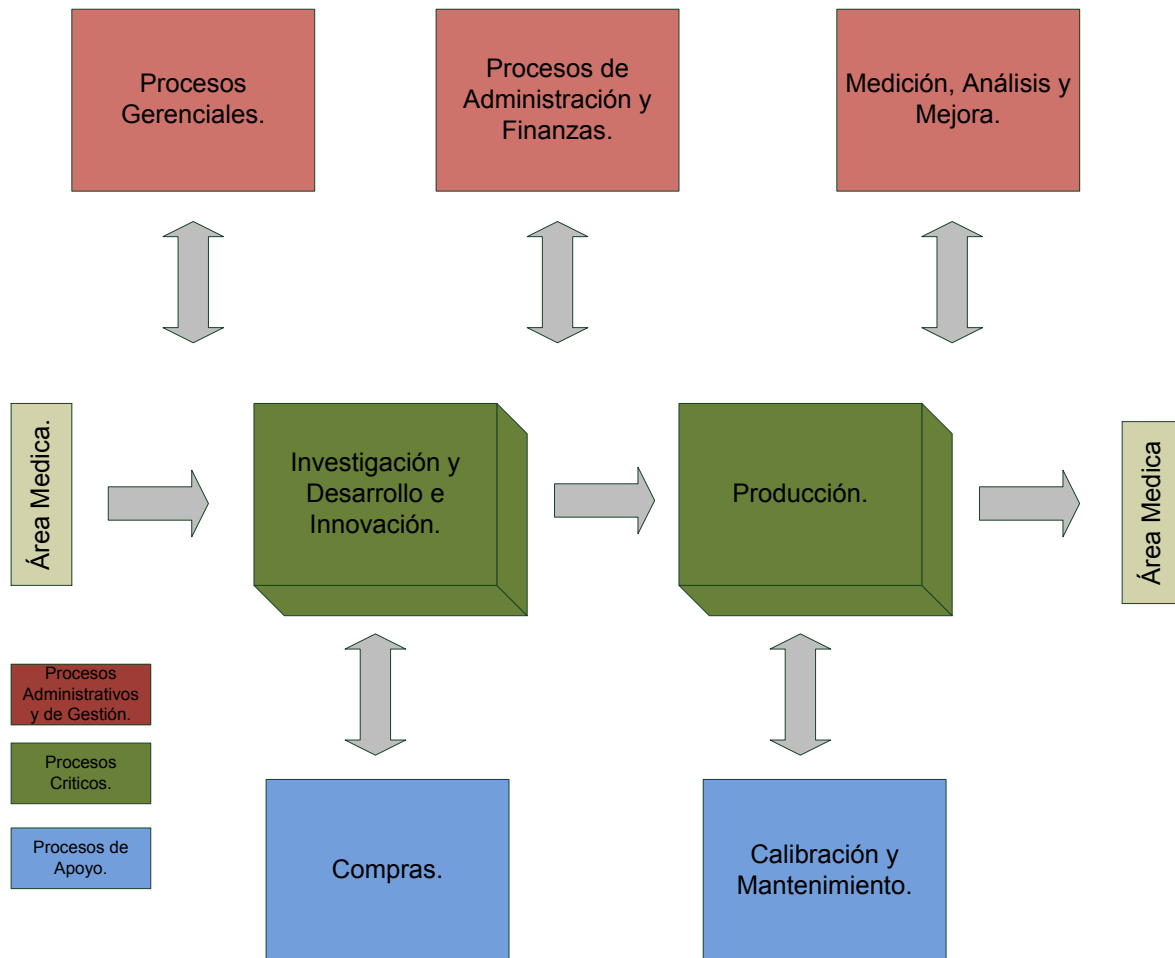 Procesos
Gerenciales.
Procesos de
Administración y
Finanzas.
Medición, Análisis y
Mejora.
Área Medica.
Investigación y
Desarrollo e
Innovación.
Producción.
Área Medica
Procesos
Administrativos
y de Gestión.
Procesos
Criticos.
Procesos de
Apoyo.
Compras.
Calibración y
Mantenimiento.